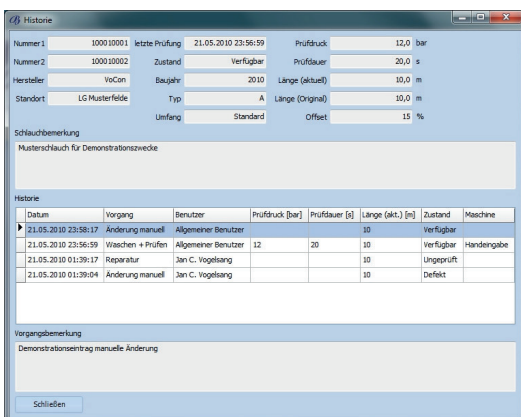 Historie
Nummer1 100010001 letzte Prüfung 21.05.2010 23:56:59 Prüfdruck 12,0 bar
Nummer2 100010002 Zustand Verfügbar Prüfdauer 20,0 s
Hersteller VoCon Baujahr 2010 Länge (aktuell) 10,0 m
Standort LG Musterfelde Typ A Länge (Original) 10,0 m
Umfang Standard Offset 15 %
Schlauchbemerkung
Musterschlauch für Demonstrationszwecke
Historie
Datum Vorgang Benutzer Prüfdruck [bar] Prüfdauer [s] Länge (akt.) [m] Zustand Maschine
21.05.2010 23:58:17 Änderung manuell Allgemeiner Benutzer 10 Verfügbar
21.05.2010 23:56:59 Waschen +Prüfen Allgemeiner Benutzer 12 20 10 Verfügbar Handeingabe
21.05.2010 01:39:17 Reparatur Jan C. Vogelsang 10 Ungeprüft
21.05.2010 01:39:04 Änderung manuell Jan C. Vogelsang 10 Defekt
Vorgangsbemerkung
Demonstrationseintrag manuelle Änderung
Schließen